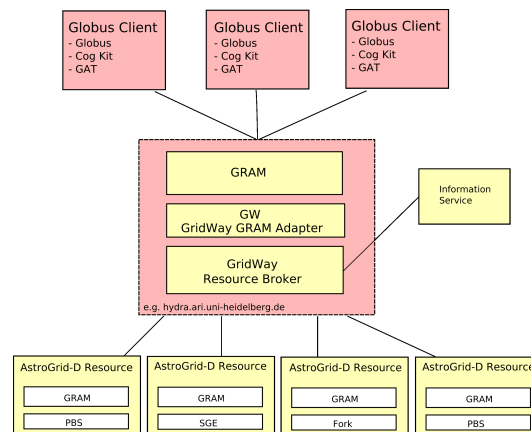 Globus Client
- Globus
- Cog Kit
- GAT
Globus Client
- Globus
- Cog Kit
- GAT
Globus Client
- Globus
- Cog Kit
- GAT
GRAM
GW
GridWay GRAM Adapter
GridWay
Resource Broker
e.g. hydra.ari.uni-heidelberg.de
Information
Service
AstroGrid-D Resource
GRAM
PBS
AstroGrid-D Resource
GRAM
SGE
AstroGrid-D Resource
GRAM
Fork
AstroGrid-D Resource
GRAM
PBS